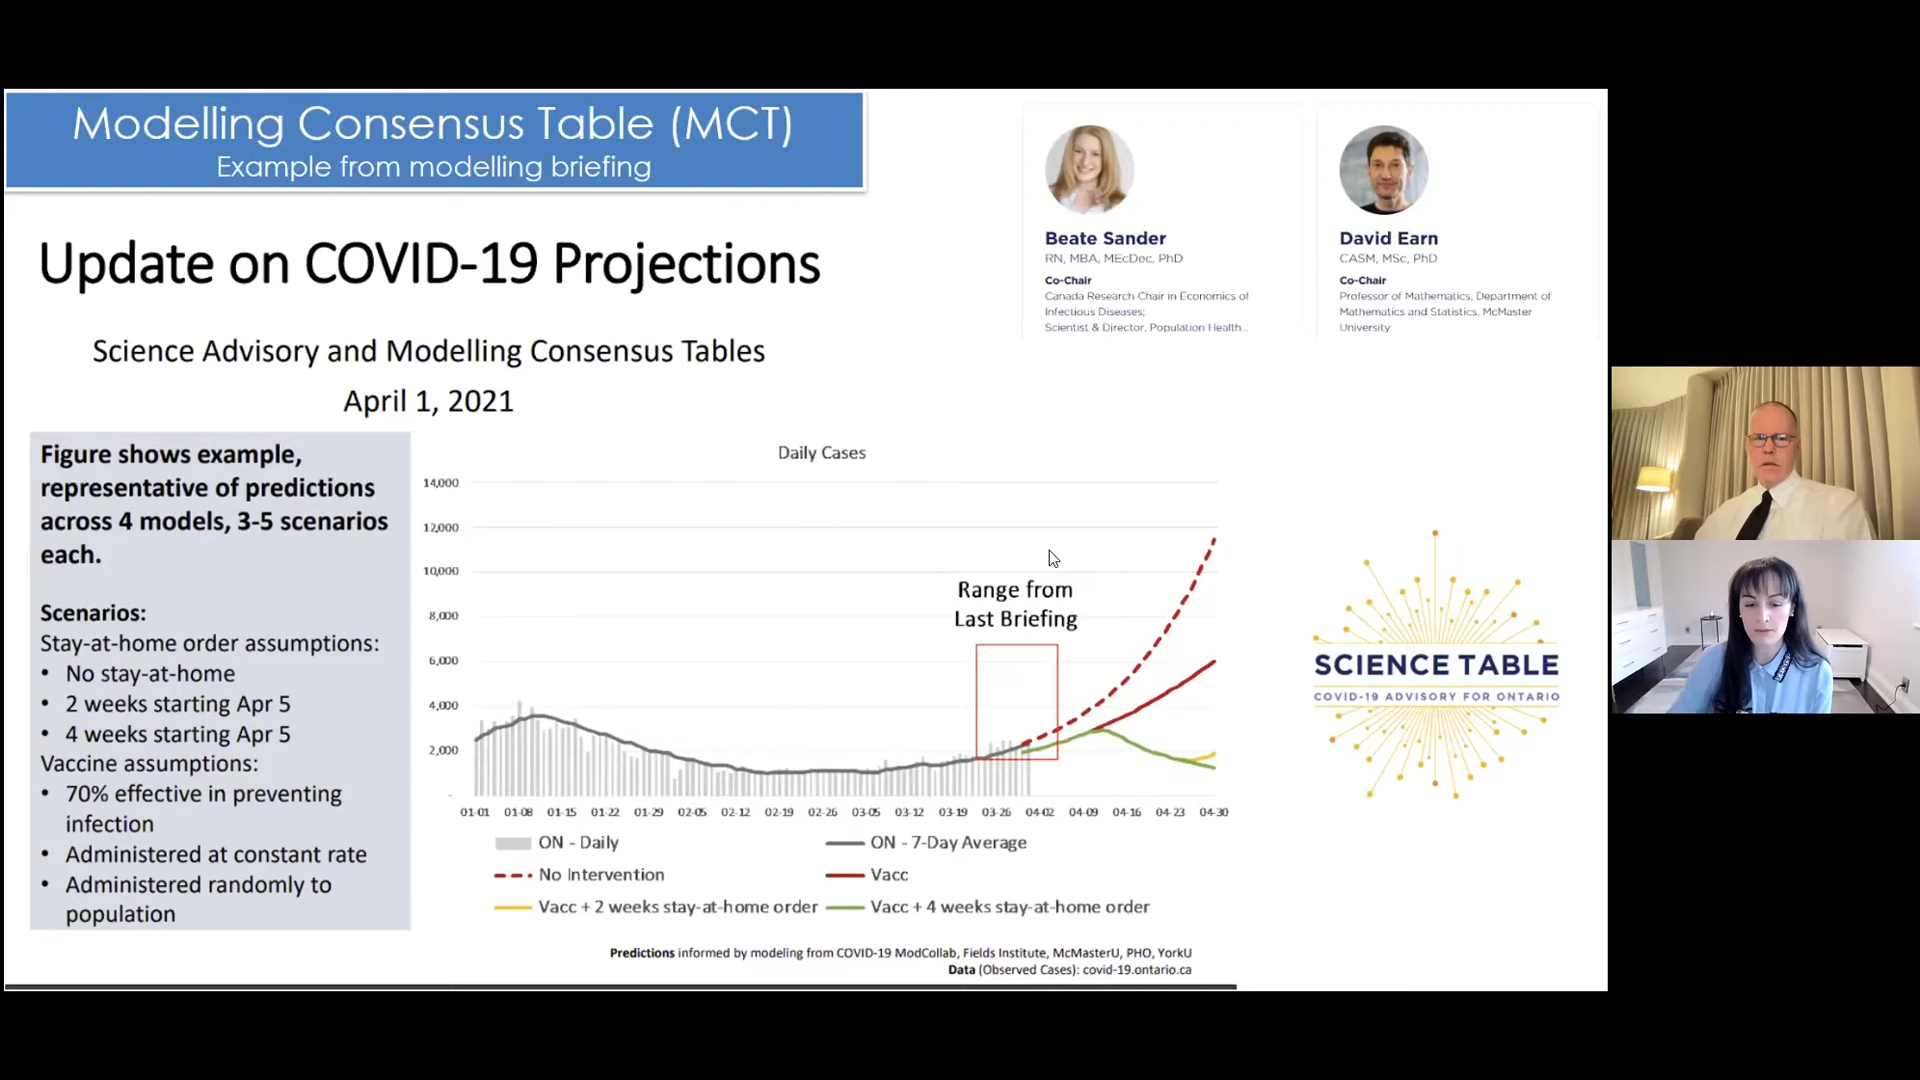 Modelling Consensus Table (MCT)
Example from modelling briefing
Beate Sander
RN, MBA, MEcDec, PhD
Co-Chair
Canada Research Chair in Economics of
Infectious Diseases;
Scientist & Director, Population Health...
David Earn
CASM, MSc, PhD
Co-Chair
Professor of Mathematics, Department of
Mathematics and Statistics, McMaster
University
Update on COVID-19 Projections
Science Advisory and Modelling Consensus Tables
April 1, 2021
Figure shows example,
representative of predictions
across 4 models, 3-5 scenarios
each.
Scenarios:
Stay-at-home order assumptions:
• No stay-at-home
• 2 weeks starting Apr 5
• 4 weeks starting Apr 5
Vaccine assumptions:
• 70% effective in preventing
infection
• Administered at constant rate
• Administered randomly to
population
Daily Cases
14,000
12,000
10,000
8,000
6,000
4,000
2,000
-
Range from
Last Briefing
01-01 01-08 01-15 01-22 01-29 02-05 02-12 02-19 02-26 03-05 03-12 03-19 03-26 04-02 04-09 04-16 04-23 04-30
ON - Daily ON - 7-Day Average
No Intervention Vacc
Vacc + 2 weeks stay-at-home order Vacc + 4 weeks stay-at-home order
Predictions informed by modeling from COVID-19 ModCollab, Fields Institute, McMasterU, PHO, YorkU
Data (Observed Cases): covid-19.ontario.ca
SCIENCE TABLE
COVID-19 ADVISORY FOR ONTARIO